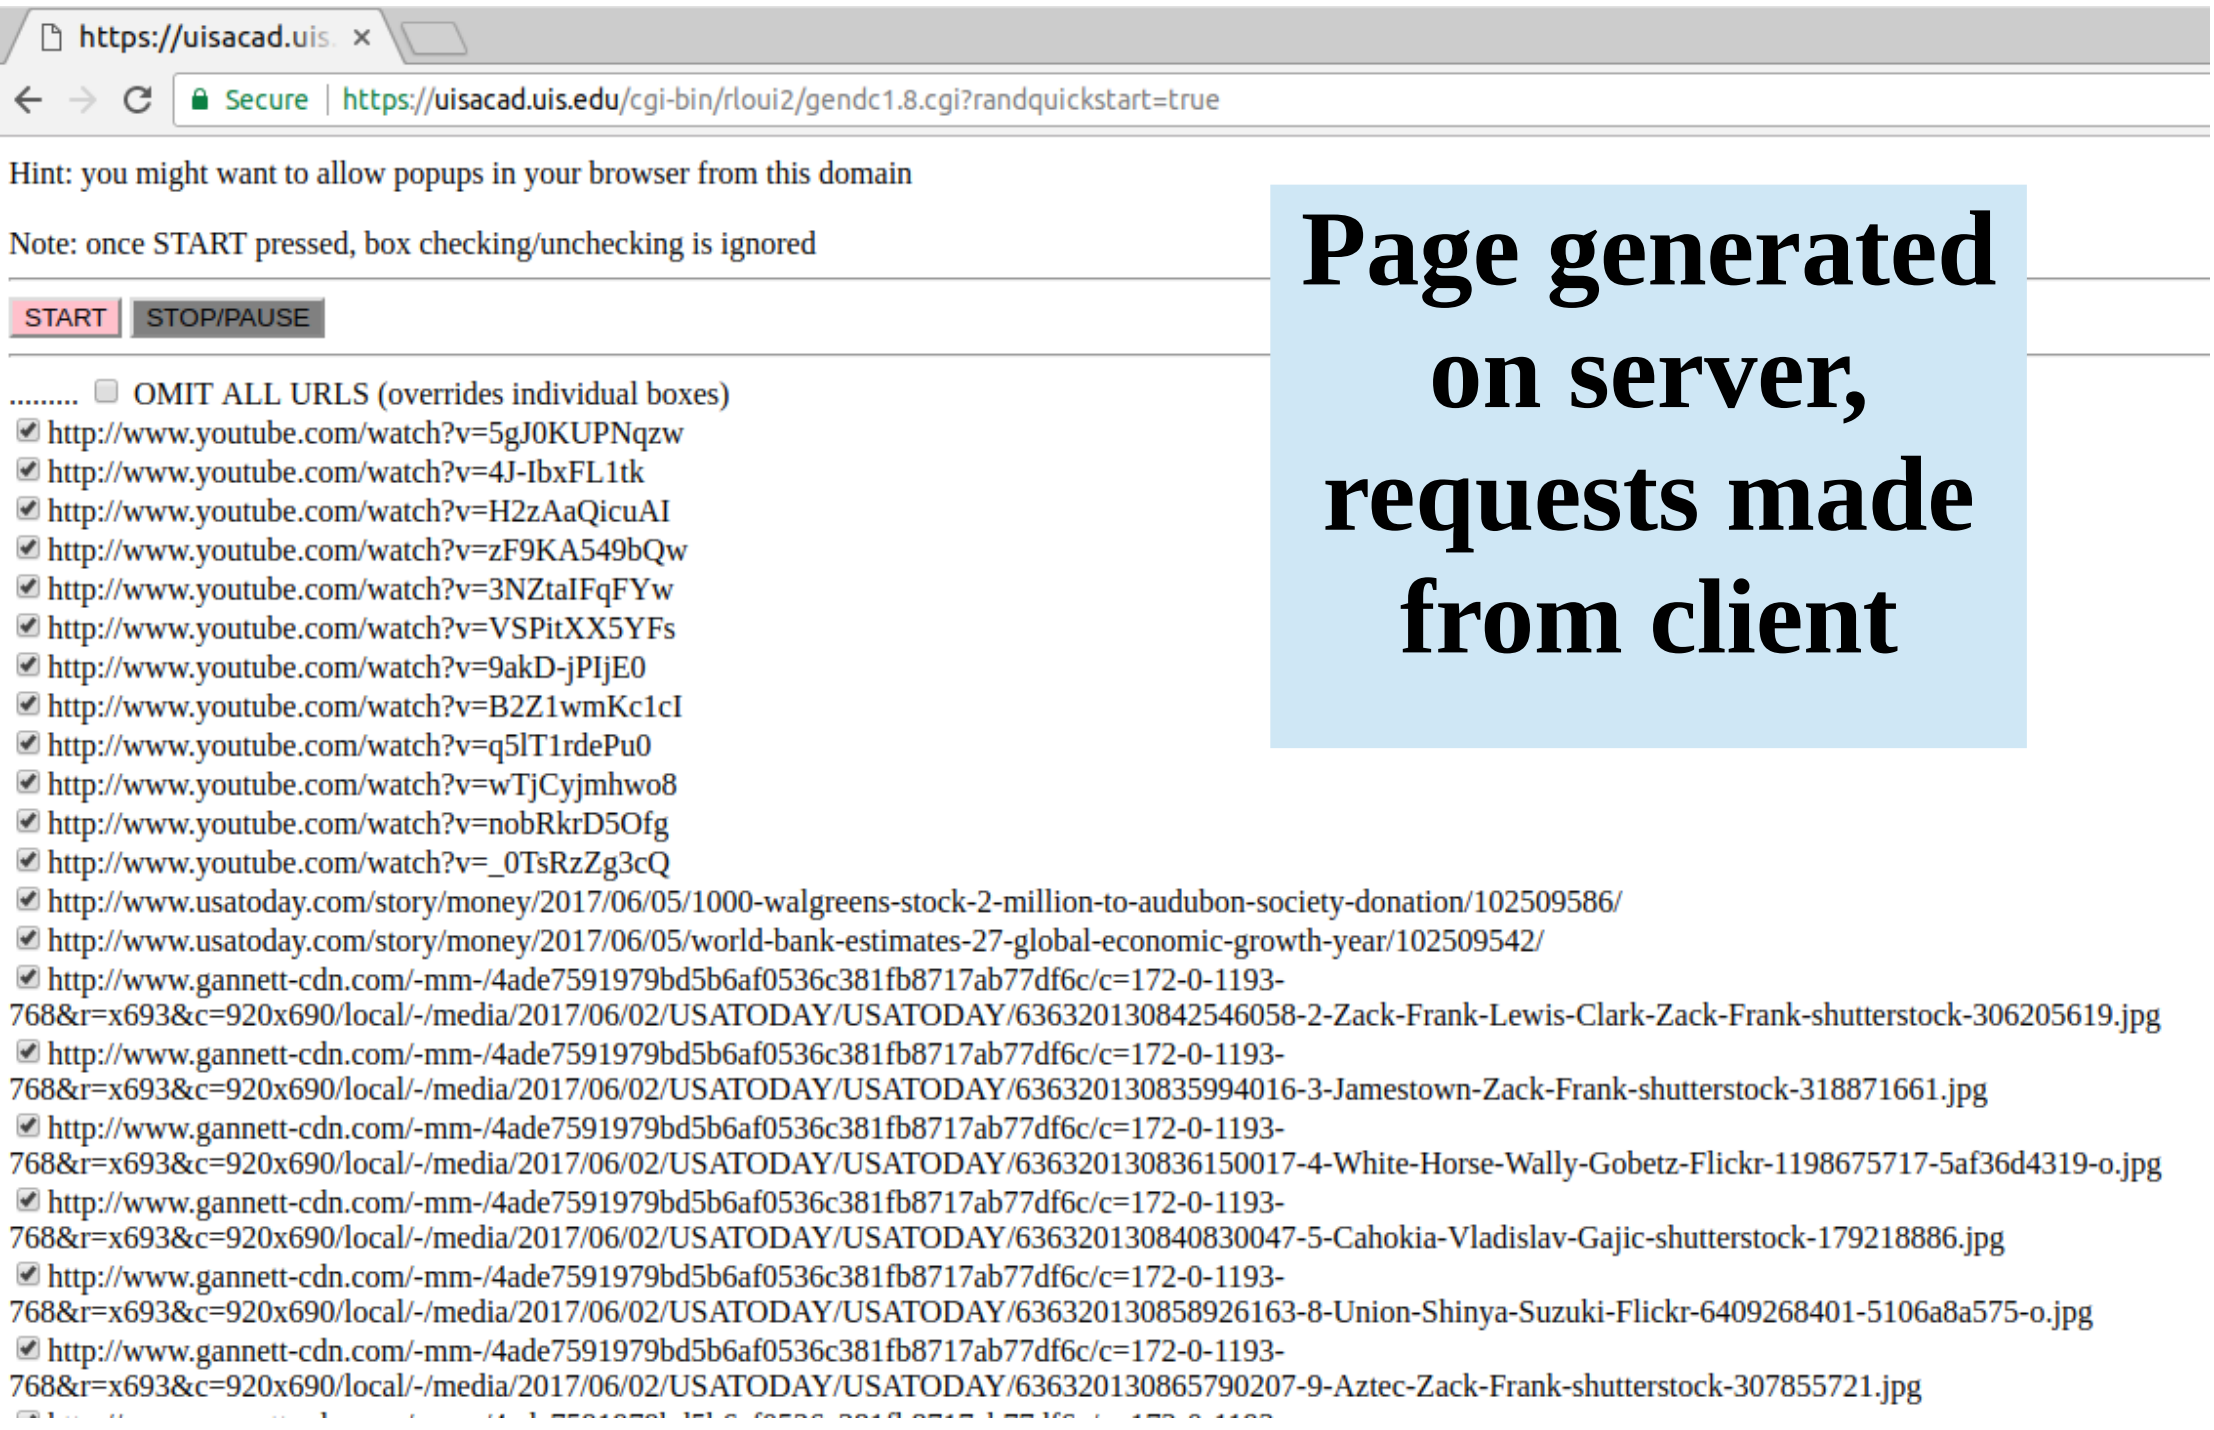 https://uisacad.uis.
Secure | https://uisacad.uis.edu/cgi-bin/rloui2/gendc1.8.cgi?randquickstart=true
Hint: you might want to allow popups in your browser from this domain
Note: once START pressed, box checking/unchecking is ignored
START STOP/PAUSE
Page generated
on server,
requests made
from client
......... OMIT ALL URLS (overrides individual boxes)
http://www.youtube.com/watch?v=5gJ0KUPNqzw
http://www.youtube.com/watch?v=4J-IbxFL1tk
http://www.youtube.com/watch?v=H2zAaQicuAI
http://www.youtube.com/watch?v=zF9KA549bQw
http://www.youtube.com/watch?v=3NZtaIFqFYw
http://www.youtube.com/watch?v=VSPitXX5YFs
http://www.youtube.com/watch?v=9akD-jPIjE0
http://www.youtube.com/watch?v=B2Z1wmKc1cI
http://www.youtube.com/watch?v=q5lT1rdePu0
http://www.youtube.com/watch?v=wTjCyjmhwo8
http://www.youtube.com/watch?v=nobRkrD5Ofg
http://www.youtube.com/watch?v=_0TsRzZg3cQ
http://www.usatoday.com/story/money/2017/06/05/1000-walgreens-stock-2-million-to-audubon-society-donation/102509586/
http://www.usatoday.com/story/money/2017/06/05/world-bank-estimates-27-global-economic-growth-year/102509542/
http://www.gannett-cdn.com/-mm-/4ade7591979bd5b6af0536c381fb8717ab77df6c/c=172-0-1193-
768&r=x693&c=920x690/local/-/media/2017/06/02/USATODAY/USATODAY/636320130842546058-2-Zack-Frank-Lewis-Clark-Zack-Frank-shutterstock-306205619.jpg
http://www.gannett-cdn.com/-mm-/4ade7591979bd5b6af0536c381fb8717ab77df6c/c=172-0-1193-
768&r=x693&c=920x690/local/-/media/2017/06/02/USATODAY/USATODAY/636320130835994016-3-Jamestown-Zack-Frank-shutterstock-318871661.jpg
http://www.gannett-cdn.com/-mm-/4ade7591979bd5b6af0536c381fb8717ab77df6c/c=172-0-1193-
768&r=x693&c=920x690/local/-/media/2017/06/02/USATODAY/USATODAY/636320130836150017-4-White-Horse-Wally-Gobetz-Flickr-1198675717-5af36d4319-o.jpg
http://www.gannett-cdn.com/-mm-/4ade7591979bd5b6af0536c381fb8717ab77df6c/c=172-0-1193-
768&r=x693&c=920x690/local/-/media/2017/06/02/USATODAY/USATODAY/636320130840830047-5-Cahokia-Vladislav-Gajic-shutterstock-179218886.jpg
http://www.gannett-cdn.com/-mm-/4ade7591979bd5b6af0536c381fb8717ab77df6c/c=172-0-1193-
768&r=x693&c=920x690/local/-/media/2017/06/02/USATODAY/USATODAY/636320130858926163-8-Union-Shinya-Suzuki-Flickr-6409268401-5106a8a575-o.jpg
http://www.gannett-cdn.com/-mm-/4ade7591979bd5b6af0536c381fb8717ab77df6c/c=172-0-1193-
768&r=x693&c=920x690/local/-/media/2017/06/02/USATODAY/USATODAY/636320130865790207-9-Aztec-Zack-Frank-shutterstock-307855721.jpg